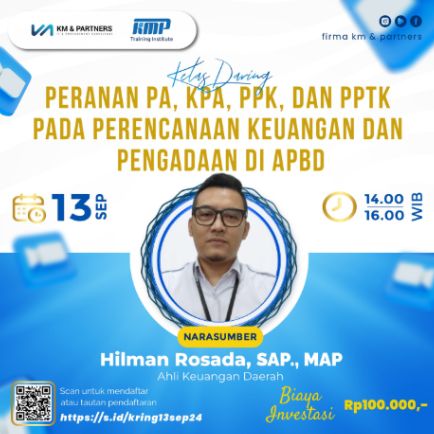 KM & PARTNERS
KMP
Training Institute
firma km & partners
Kelas Daring
PERANAN PA, KPA, PPK, DAN PPTK
PADA PERENCANAAN KEUANGAN DAN
PENGADAAN DI APBD
13 SEP
14.00
16.00
WIB
NARASUMBER
Hilman Rosada, SAP., MAP
Ahli Keuangan Daerah
Scan untuk mendaftar
atau tautan pendaftaran
https://s.id/kring13sep24
Biaya
Investasi
Rp100.000,-